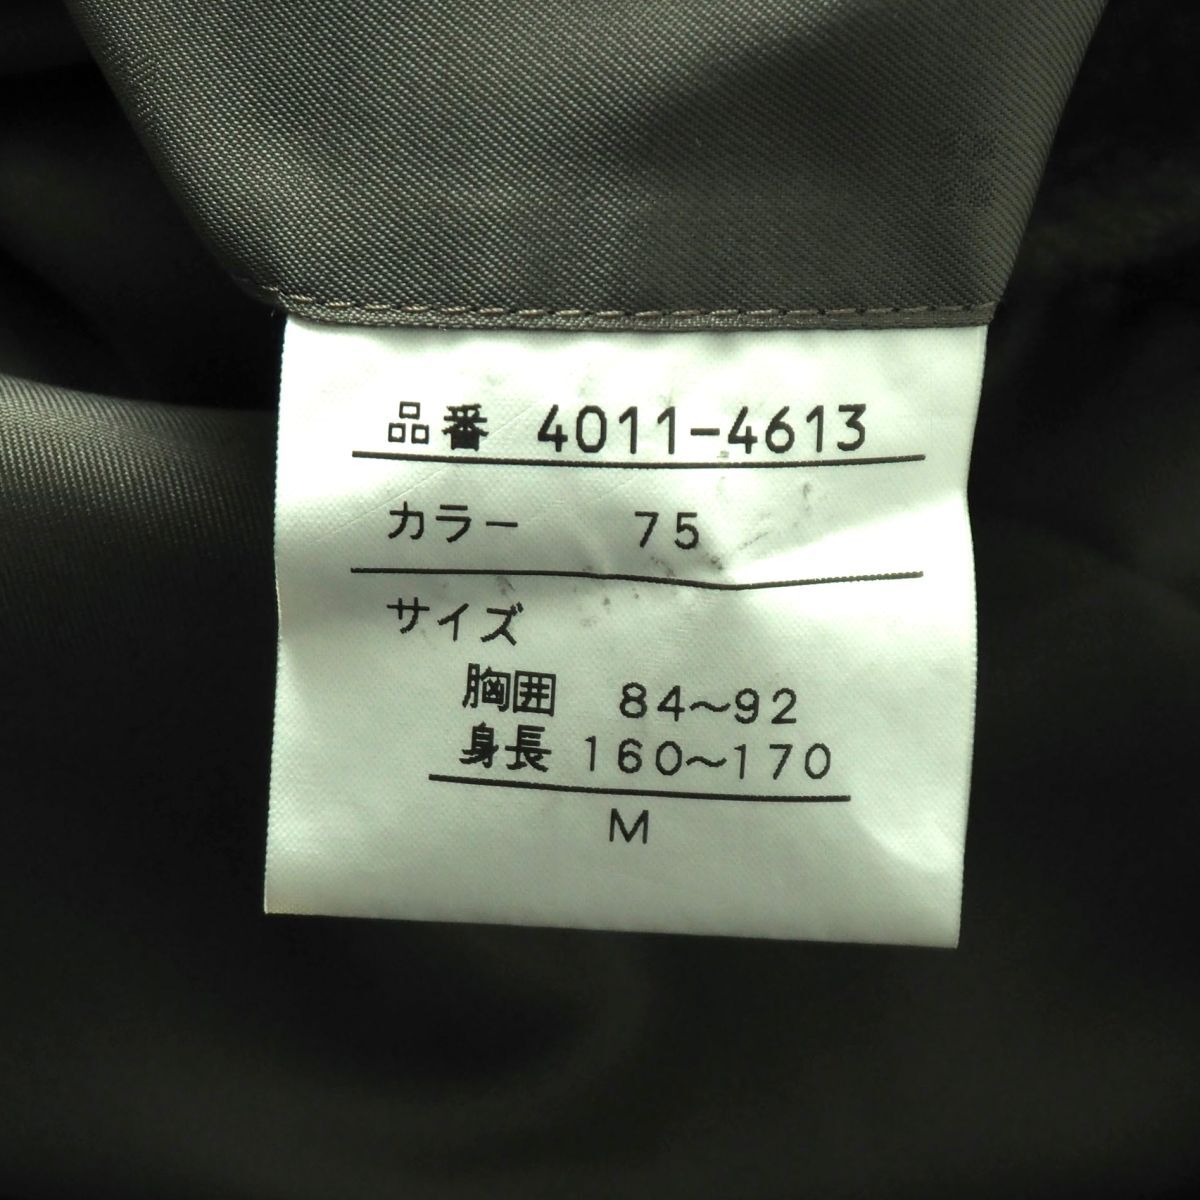 品番 4011-4613
カラー 75
サイズ
胸囲 84～92
身長 160～170
M